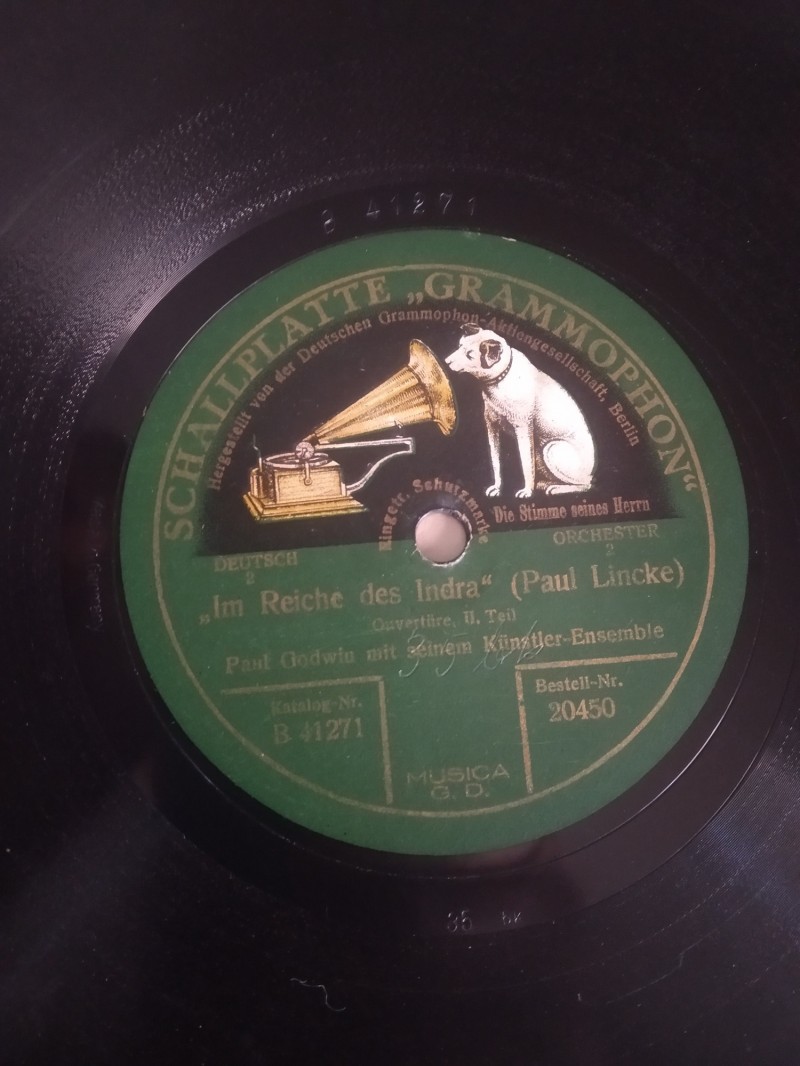 B 41271
SCHALLPLATTE „GRAMMOPHON“
Hergestellt von der Deutschen Grammophon-Aktiengesellschaft, Berlin
Eingetr. Schutzmarke
Die Stimme seines Herrn
DEUTSCH
2
ORCHESTER
2
„Im Reiche des Indra“ (Paul Lincke)
Ouvertüre, II. Teil
Paul Godwin mit seinem Künstler-Ensemble
Katalog-Nr.
B 41271
Bestell-Nr.
20450
MUSICA
G. D.